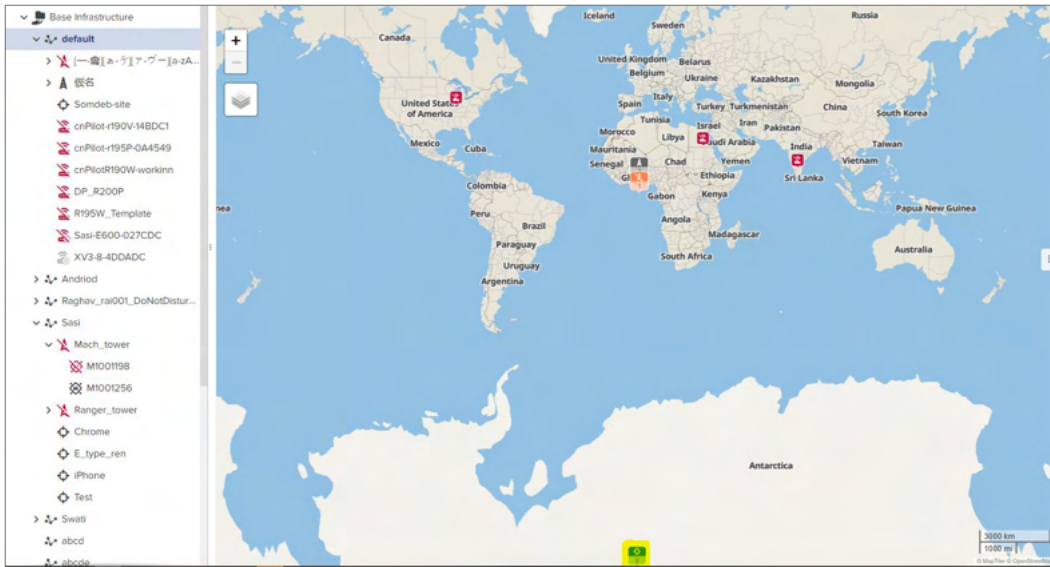 Base Infrastructure
default
仮名
Somdeb-site
cnPilot-r190V-14BDC1
cnPilot-r195P-0A4549
cnPilotR190W-workinn
DP_R200P
R195W_Template
Sasi-E600-027CDC
XV3-8-4DDADC
Andriod
Raghav_rai001_DoNotDistur...
Sasi
Mach_tower
M1001198
M1001256
Ranger_tower
Chrome
E_type_ren
iPhone
Test
Swati
abcd
abcde
+
−
Iceland
Russia
Sweden
Canada
United Kingdom
Belarus
Belgium
Ukraine
Kazakhstan
Mongolia
Italy
United States
of America
Spain
Turkey
Turkmenistan
China
South Korea
Tunisia
Israel
Iran
Pakistan
Morocco
Libya
Saudi Arabia
India
Taiwan
Mexico
Cuba
Mauritania
Senegal
Chad
Yemen
Vietnam
Ethiopia
Sri Lanka
Colombia
Gabon
Kenya
Papua New Guinea
Peru
Brazil
Angola
Madagascar
Australia
Paraguay
South Africa
Uruguay
Argentina
Antarctica
3000 km
1000 mi
© MapTiler © OpenStreetMa